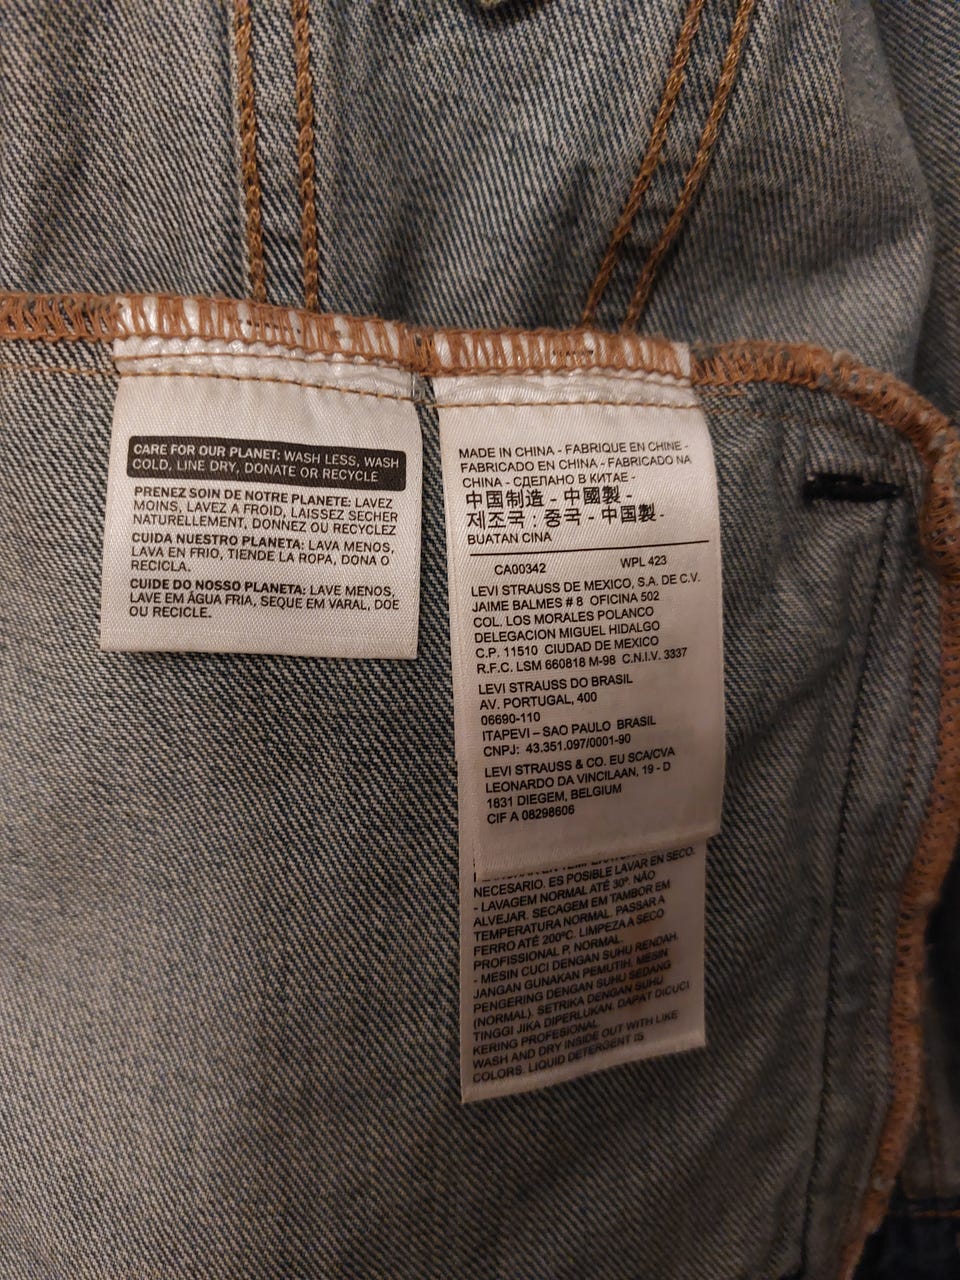 CARE FOR OUR PLANET: WASH LESS, WASH
COLD, LINE DRY, DONATE OR RECYCLE
PRENEZ SOIN DE NOTRE PLANETE: LAVEZ
MOINS, LAVEZ A FROID, LAISSEZ SECHER
NATURELLEMENT, DONNEZ OU RECYCLEZ
CUIDA NUESTRO PLANETA: LAVA MENOS,
LAVA EN FRIO, TIENDE LA ROPA, DONA O
RECICLA.
CUIDE DO NOSSO PLANETA: LAVE MENOS,
LAVE EM ÁGUA FRIA, SEQUE EM VARAL, DOE
OU RECICLE.
MADE IN CHINA - FABRIQUE EN CHINE -
FABRICADO EN CHINA - FABRICADO NA
CHINA - СДЕЛАНО В КИТАЕ -
中国制造 - 中國製 -
제조국 : 중국 - 中国製 -
BUATAN CINA
CA00342 WPL 423
LEVI STRAUSS DE MEXICO, S.A. DE C.V.
JAIME BALMES # 8 OFICINA 502
COL. LOS MORALES POLANCO
DELEGACION MIGUEL HIDALGO
C.P. 11510 CIUDAD DE MEXICO
R.F.C. LSM 660818 M-98 C.N.I.V. 3337
LEVI STRAUSS DO BRASIL
AV. PORTUGAL, 400
06690-110
ITAPEVI – SAO PAULO BRASIL
CNPJ: 43.351.097/0001-90
LEVI STRAUSS & CO. EU SCA/CVA
LEONARDO DA VINCILAAN, 19 - D
1831 DIEGEM, BELGIUM
CIF A 08298606
NECESARIO. ES POSIBLE LAVAR EN SECO.
- LAVAGEM NORMAL ATÉ 30º. NÃO
ALVEJAR. SECAGEM EM TAMBOR EM
TEMPERATURA NORMAL. PASSAR A
FERRO ATÉ 200ºC. LIMPEZA A SECO
PROFISSIONAL P, NORMAL.
- MESIN CUCI DENGAN SUHU RENDAH.
JANGAN GUNAKAN PEMUTIH. MESIN
PENGERING DENGAN SUHU SEDANG
(NORMAL). SETRIKA DENGAN SUHU
TINGGI JIKA DIPERLUKAN. DAPAT DICUCI
KERING PROFESIONAL
WASH AND DRY INSIDE OUT WITH LIKE
COLORS. LIQUID DETERGENT IS